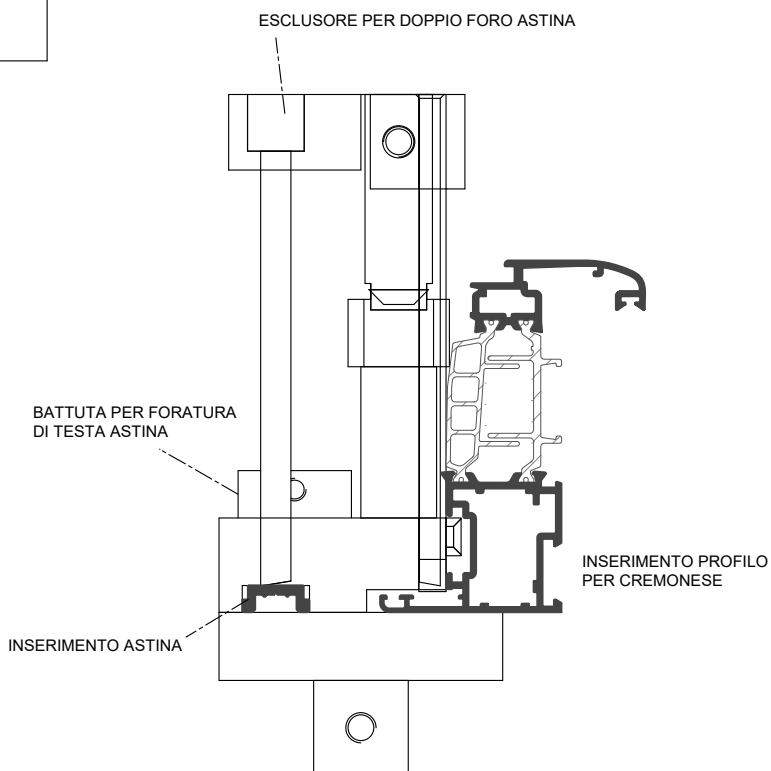 ESCLUSORE PER DOPPIO FORO ASTINA
BATTUTA PER FORATURA
DI TESTA ASTINA
INSERIMENTO PROFILO
PER CREMONESE
INSERIMENTO ASTINA